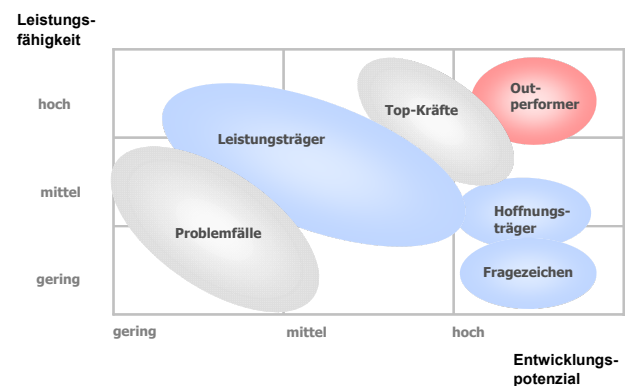 Leistungs-
fähigkeit
hoch
mittel
gering
Out-
performer
Top-Kräfte
Leistungsträger
Hoffnungs-
träger
Problemfälle
Fragezeichen
gering
mittel
hoch
Entwicklungs-
potenzial